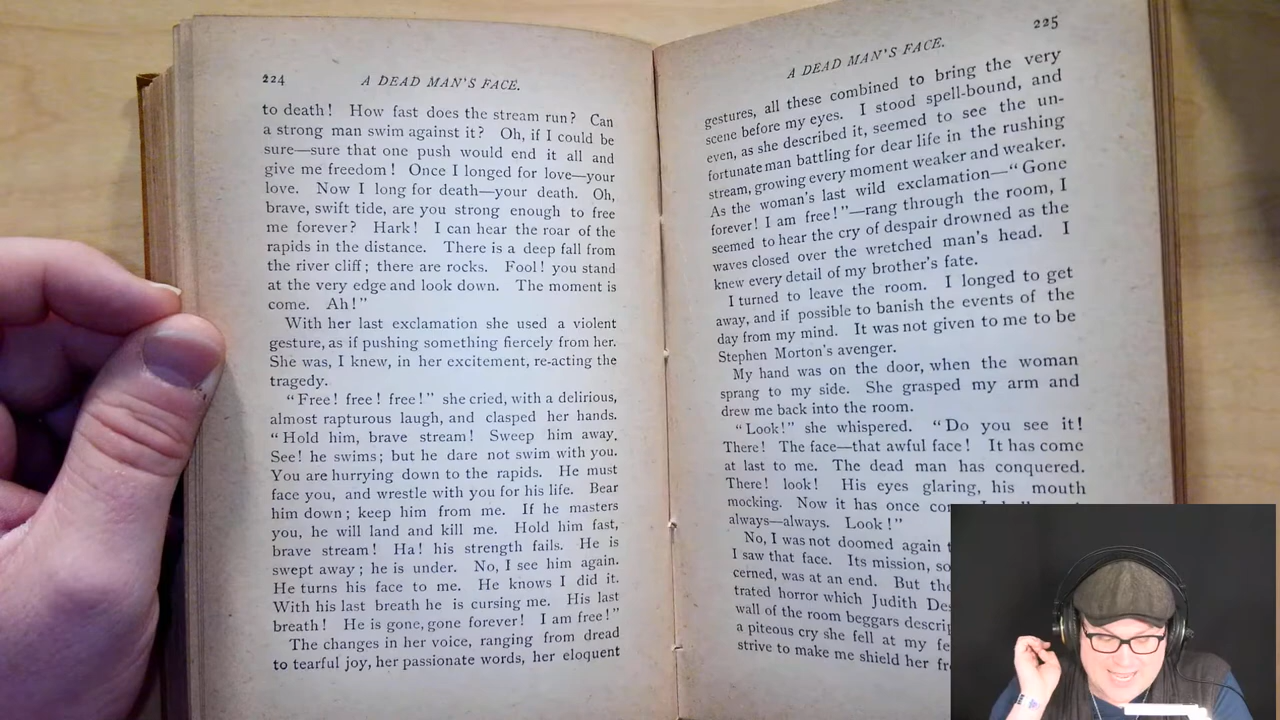 224
A DEAD MAN'S FACE.
to death! How fast does the stream run? Can
a strong man swim against it? Oh, if I could be
sure—sure that one push would end it all and
give me freedom! Once I longed for love—your
love. Now I long for death—your death. Oh,
brave, swift tide, are you strong enough to free
me forever? Hark! I can hear the roar of the
rapids in the distance. There is a deep fall from
the river cliff; there are rocks. Fool! you stand
at the very edge and look down. The moment is
come. Ah!"
With her last exclamation she used a violent
gesture, as if pushing something fiercely from her.
She was, I knew, in her excitement, re-acting the
tragedy.
"Free! free! free!" she cried, with a delirious,
almost rapturous laugh, and clasped her hands.
"Hold him, brave stream! Sweep him away.
See! he swims; but he dare not swim with you.
You are hurrying down to the rapids. He must
face you, and wrestle with you for his life. Bear
him down; keep him from me. If he masters
you, he will land and kill me. Hold him fast,
brave stream! Ha! his strength fails. He is
swept away; he is under. No, I see him again.
He turns his face to me. He knows I did it.
With his last breath he is cursing me. His last
breath! He is gone, gone forever! I am free!"
The changes in her voice, ranging from dread
to tearful joy, her passionate words, her eloquent
225
A DEAD MAN'S FACE.
gestures, all these combined to bring the very
scene before my eyes. I stood spell-bound, and
even, as she described it, seemed to see the un-
fortunate man battling for dear life in the rushing
stream, growing every moment weaker and weaker.
As the woman's last wild exclamation—"Gone
forever! I am free!"—rang through the room, I
seemed to hear the cry of despair drowned as the
waves closed over the wretched man's head. I
knew every detail of my brother's fate.
I turned to leave the room. I longed to get
away, and if possible to banish the events of the
day from my mind. It was not given to me to be
Stephen Morton's avenger.
My hand was on the door, when the woman
sprang to my side. She grasped my arm and
drew me back into the room.
"Look!" she whispered. "Do you see it!
There! The face—that awful face! It has come
at last to me. The dead man has conquered.
There! look! His eyes glaring, his mouth
mocking. Now it has once
always—always. Look!"
No, I was not doomed again
I saw that face. Its mission, so
cerned, was at an end. But the
trated horror which Judith
wall of the room beggars
a piteous cry she fell at my
strive to make me shield her